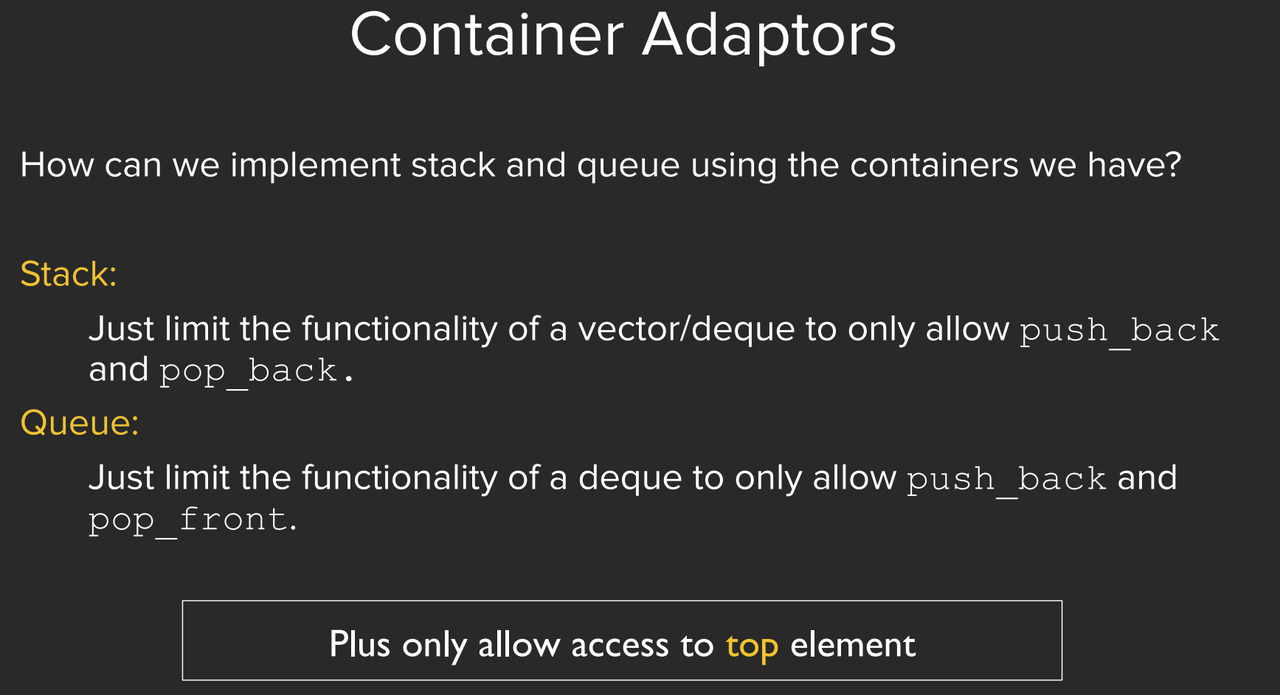 Container Adaptors
How can we implement stack and queue using the containers we have?
Stack:
Just limit the functionality of a vector/deque to only allow push_back
and pop_back.
Queue:
Just limit the functionality of a deque to only allow push_back and
pop_front.
Plus only allow access to top element